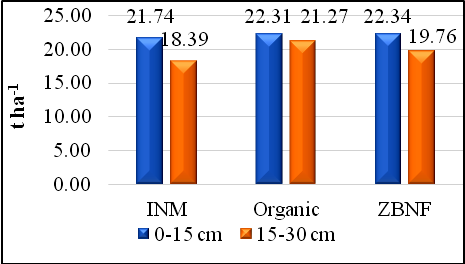 21.74 22.31 21.27 22.34
25.00
18.39 19.76
20.00
15.00
10.00
5.00
0.00
t ha-1
INM Organic ZBNF
0-15 cm 15-30 cm